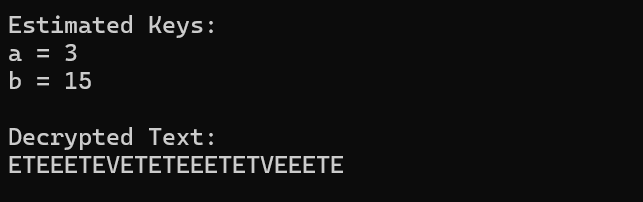 Estimated Keys:
a = 3
b = 15
Decrypted Text:
ETEEETEVETETEEETETVEEETE